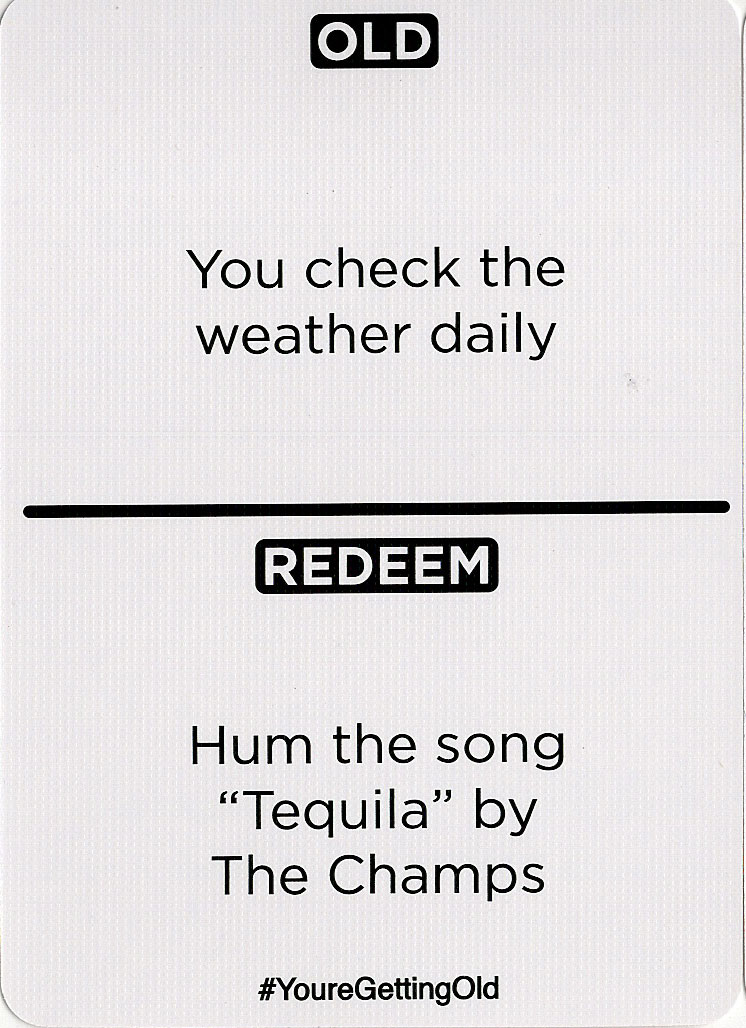 OLD
You check the
weather daily
REDEEM
Hum the song
“Tequila” by
The Champs
#YoureGettingOld